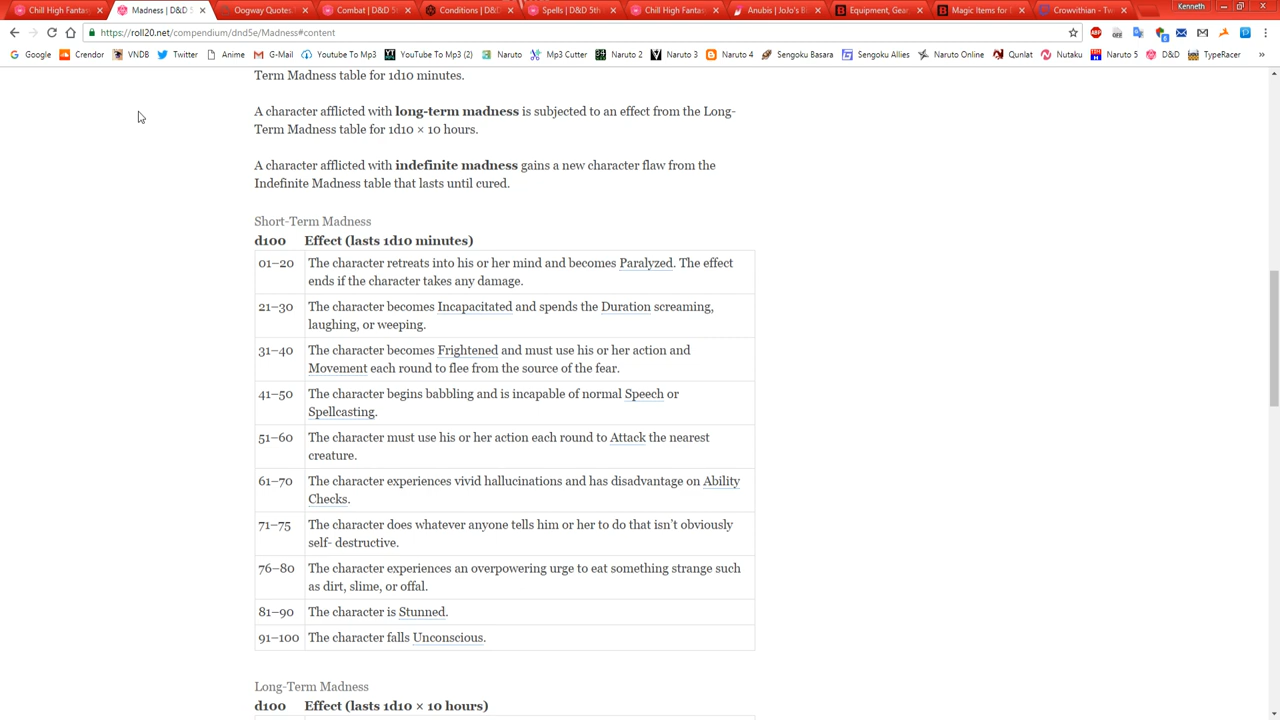 Chill High Fantas
Madness | D&D 5
Oogway Quotes
Combat | D&D 5t
Conditions | D&D
Spells | D&D 5th
Chill High Fantas
Anubis | JoJo's B
Equipment, Gear
Magic Items for
Crowvithian - Tw
Kenneth
https://roll20.net/compendium/dnd5e/Madness#content
Google Crendor VNDB Twitter Anime G-Mail Youtube To Mp3 YouTube To Mp3 (2) Naruto Mp3 Cutter Naruto 2 Naruto 3 Naruto 4 Sengoku Basara Sengoku Allies Naruto Online Qunlat Nutaku Naruto 5 D&D TypeRacer »
Term Madness table for 1d10 minutes.
A character afflicted with long-term madness is subjected to an effect from the Long-
Term Madness table for 1d10 × 10 hours.
A character afflicted with indefinite madness gains a new character flaw from the
Indefinite Madness table that lasts until cured.
Short-Term Madness
d100 Effect (lasts 1d10 minutes)
01–20 The character retreats into his or her mind and becomes Paralyzed. The effect
ends if the character takes any damage.
21–30 The character becomes Incapacitated and spends the Duration screaming,
laughing, or weeping.
31–40 The character becomes Frightened and must use his or her action and
Movement each round to flee from the source of the fear.
41–50 The character begins babbling and is incapable of normal Speech or
Spellcasting.
51–60 The character must use his or her action each round to Attack the nearest
creature.
61–70 The character experiences vivid hallucinations and has disadvantage on Ability
Checks.
71–75 The character does whatever anyone tells him or her to do that isn't obviously
self- destructive.
76–80 The character experiences an overpowering urge to eat something strange such
as dirt, slime, or offal.
81–90 The character is Stunned.
91–100 The character falls Unconscious.
Long-Term Madness
d100 Effect (lasts 1d10 × 10 hours)